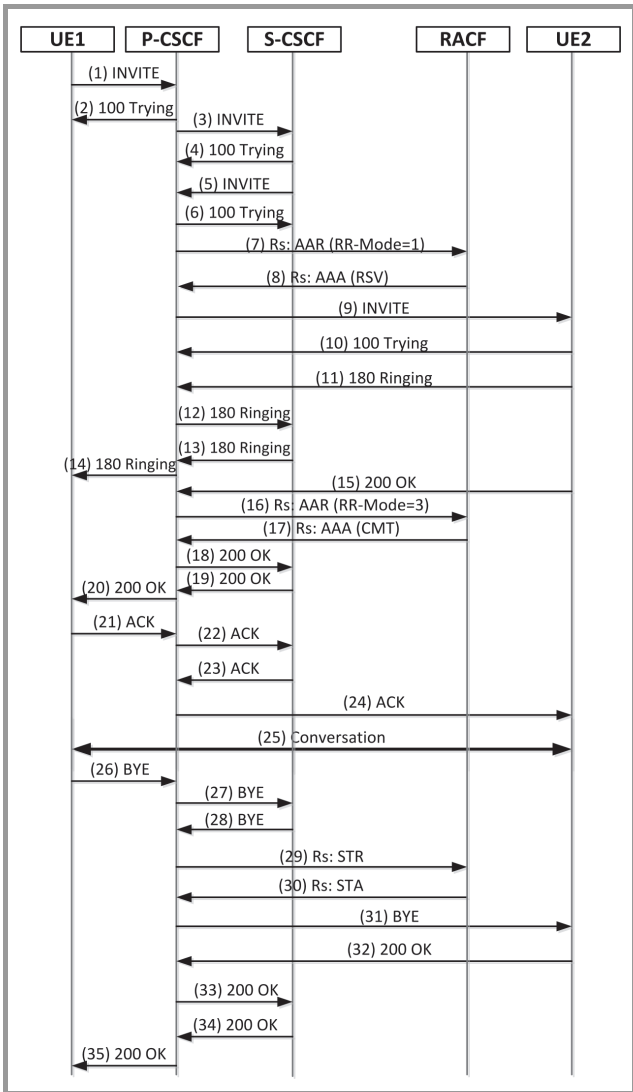 UE1 P-CSCF S-CSCF RACF UE2
(1) INVITE
(2) 100 Trying
(3) INVITE
(4) 100 Trying
(5) INVITE
(6) 100 Trying
(7) Rs: AAR (RR-Mode=1)
(8) Rs: AAA (RSV)
(9) INVITE
(10) 100 Trying
(11) 180 Ringing
(12) 180 Ringing
(13) 180 Ringing
(14) 180 Ringing
(15) 200 OK
(16) Rs: AAR (RR-Mode=3)
(17) Rs: AAA (CMT)
(18) 200 OK
(19) 200 OK
(20) 200 OK
(21) ACK
(22) ACK
(23) ACK
(24) ACK
(25) Conversation
(26) BYE
(27) BYE
(28) BYE
(29) Rs: STR
(30) Rs: STA
(31) BYE
(32) 200 OK
(33) 200 OK
(34) 200 OK
(35) 200 OK